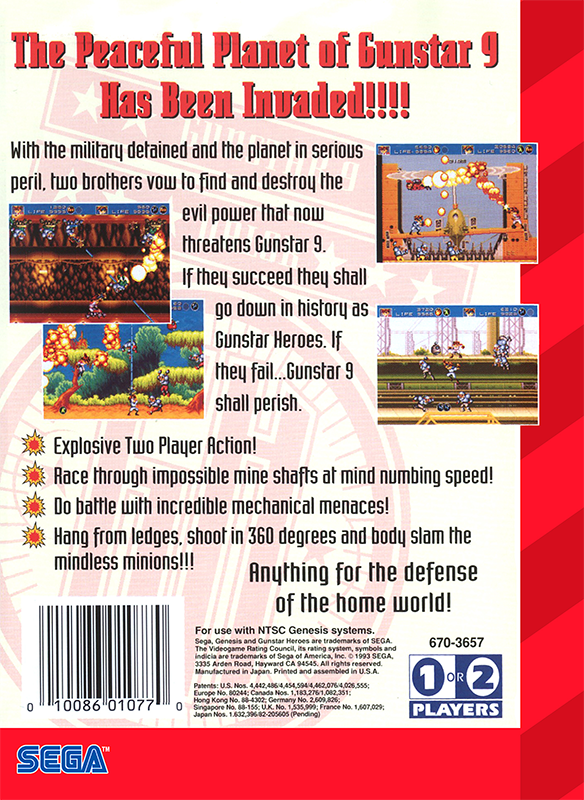 The Peaceful Planet of Gunstar 9
Has Been Invaded!!!!
With the military detained and the planet in serious
peril, two brothers vow to find and destroy the
evil power that now
threatens Gunstar 9.
If they succeed they shall
go down in history as
Gunstar Heroes. If
they fail...Gunstar 9
shall perish.
Explosive Two Player Action!
Race through impossible mine shafts at mind numbing speed!
Do battle with incredible mechanical menaces!
Hang from ledges, shoot in 360 degrees and body slam the
mindless minions!!!
Anything for the defense
of the home world!
For use with NTSC Genesis systems.
Sega, Genesis and Gunstar Heroes are trademarks of SEGA.
The Videogame Rating Council, its rating system, symbols and
indicia are trademarks of Sega of America, Inc. © 1993 SEGA,
3335 Arden Road, Hayward CA 94545. All rights reserved.
Manufactured in Japan. Printed and assembled in U.S.A.
Patents: U.S. Nos. 4,442,486/4,454,594/4,462,076/4,026,555;
Europe No. 80244; Canada Nos. 1,183,276/1,082,351;
Hong Kong No. 88-4302; Germany No. 2,609,826;
Singapore No. 88-155; U.K. No. 1,535,999; France No. 1,607,029;
Japan Nos. 1.632,396/82-205605 (Pending)
670-3657
1 OR 2
PLAYERS
0 10086 01077 0
SEGA™